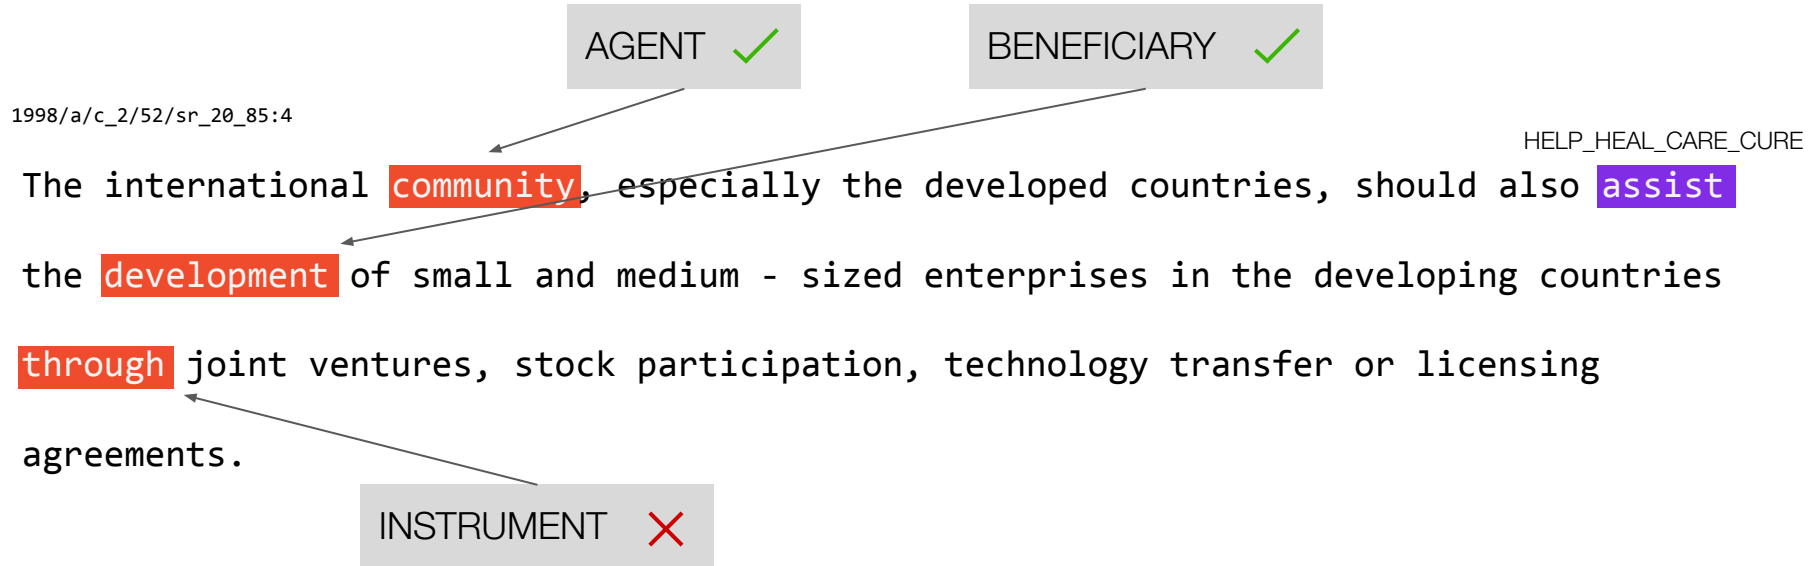 AGENT
BENEFICIARY
1998/a/c_2/52/sr_20_85:4
HELP_HEAL_CARE_CURE
The international community, especially the developed countries, should also assist
the development of small and medium - sized enterprises in the developing countries
through joint ventures, stock participation, technology transfer or licensing
agreements.
INSTRUMENT